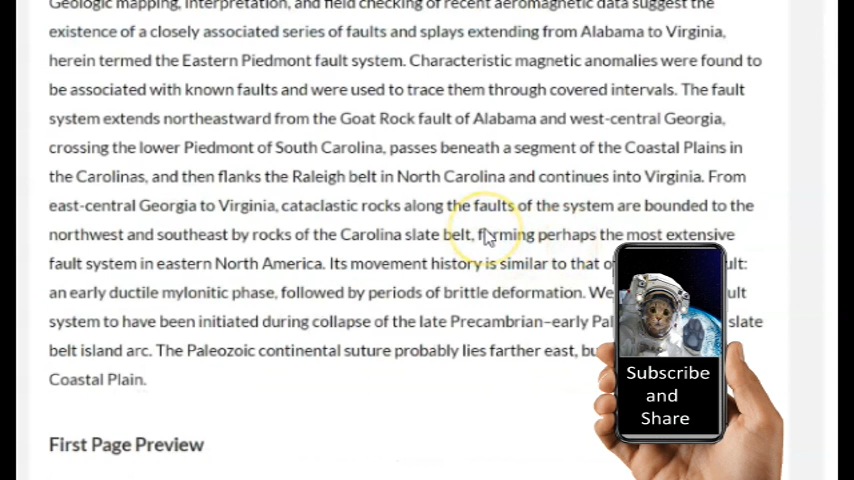 Geologic mapping, interpretation, and field checking of recent aeromagnetic data suggest the
existence of a closely associated series of faults and splays extending from Alabama to Virginia,
herein termed the Eastern Piedmont fault system. Characteristic magnetic anomalies were found to
be associated with known faults and were used to trace them through covered intervals. The fault
system extends northeastward from the Goat Rock fault of Alabama and west-central Georgia,
crossing the lower Piedmont of South Carolina, passes beneath a segment of the Coastal Plains in
the Carolinas, and then flanks the Raleigh belt in North Carolina and continues into Virginia. From
east-central Georgia to Virginia, cataclastic rocks along the faults of the system are bounded to the
northwest and southeast by rocks of the Carolina slate belt, forming perhaps the most extensive
fault system in eastern North America. Its movement history is similar to that ult:
an early ductile mylonitic phase, followed by periods of brittle deformation. We ult
system to have been initiated during collapse of the late Precambrian–early Pal slate
belt island arc. The Paleozoic continental suture probably lies farther east, bu
Coastal Plain.
First Page Preview
Subscribe
and
Share